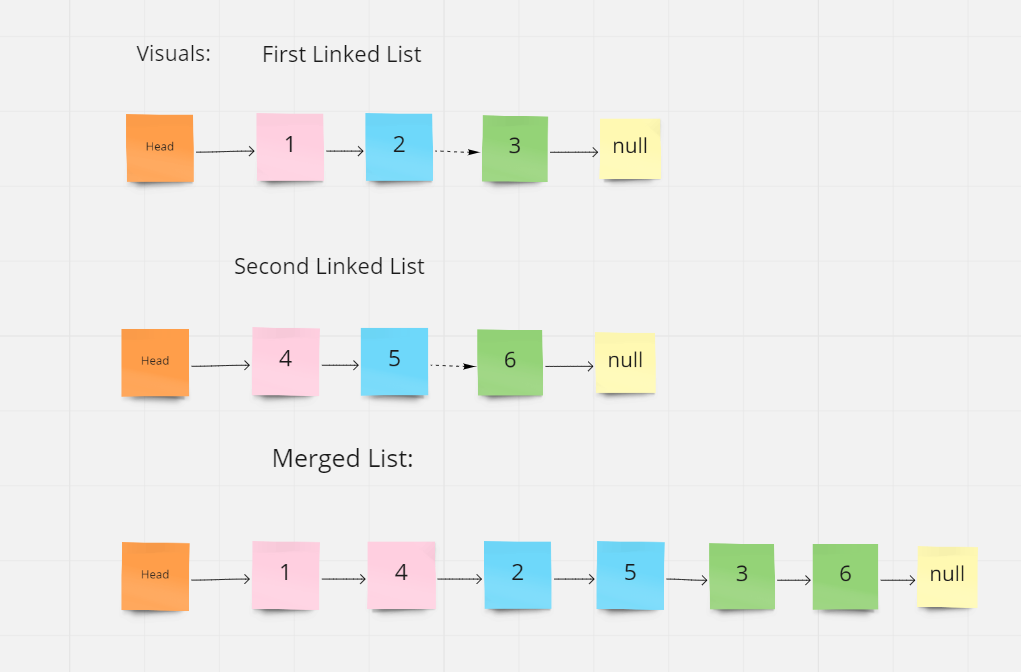 Visuals: First Linked List
Head 1 2 3 null
Second Linked List
Head 4 5 6 null
Merged List:
Head 1 4 2 5 3 6 null